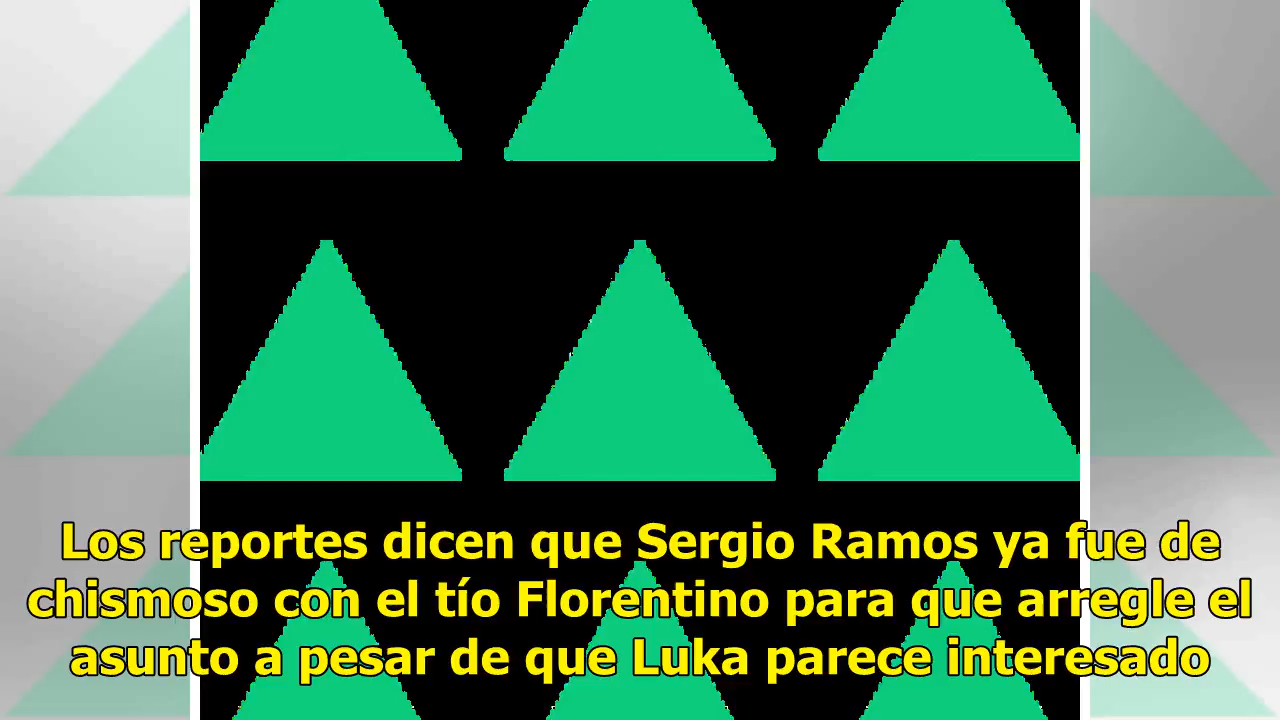 Los reportes dicen que Sergio Ramos ya fue de
chismoso con el tío Florentino para que arregle el
asunto a pesar de que Luka parece interesado